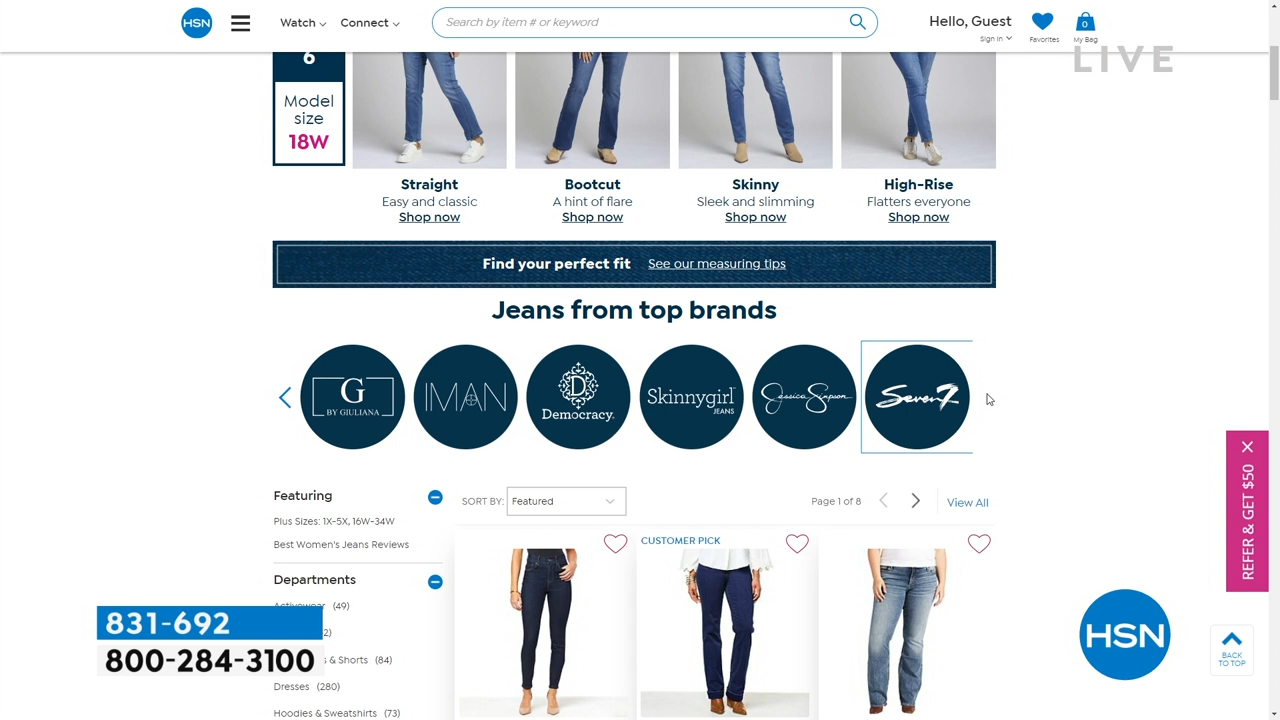 HSN
Watch
Connect
Search by item # or keyword
Hello, Guest
Sign In
Favorites
0
My Bag
LIVE
6
Model
size
18W
Straight
Easy and classic
Shop now
Bootcut
A hint of flare
Shop now
Skinny
Sleek and slimming
Shop now
High-Rise
Flatters everyone
Shop now
Find your perfect fit See our measuring tips
Jeans from top brands
G
BY GIULIANA
IMAN
D
Democracy.
Skinnygirl
JEANS
Jessica Simpson
Seven7
REFER & GET $50
Featuring
Plus Sizes: 1X-5X, 16W-34W
Best Women's Jeans Reviews
SORT BY: Featured
Page 1 of 8
View All
CUSTOMER PICK
Departments
(49)
2)
& Shorts (84)
Dresses (280)
Hoodies & Sweatshirts (73)
831-692
800-284-3100
HSN
BACK
TO TOP